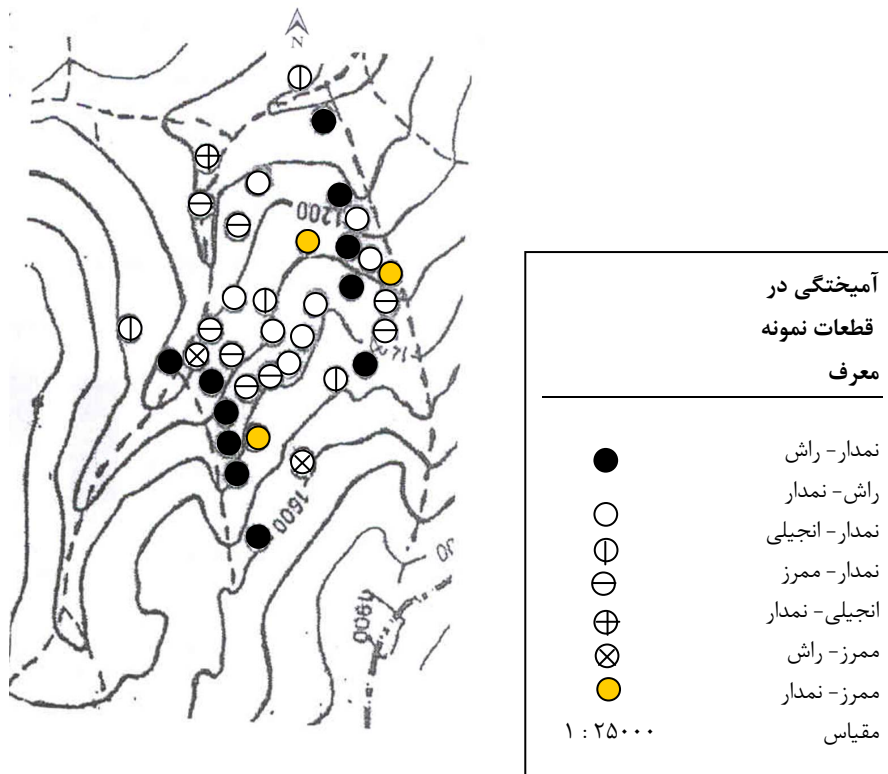 N
1200
1600
1900
آمیختگی در
قطعات نمونه
معرف
نمدار- راش
راش- نمدار
نمدار- انجیلی
نمدار- ممرز
انجیلی- نمدار
ممرز- راش
ممرز- نمدار
مقیاس ۱ : ۲۵۰۰۰